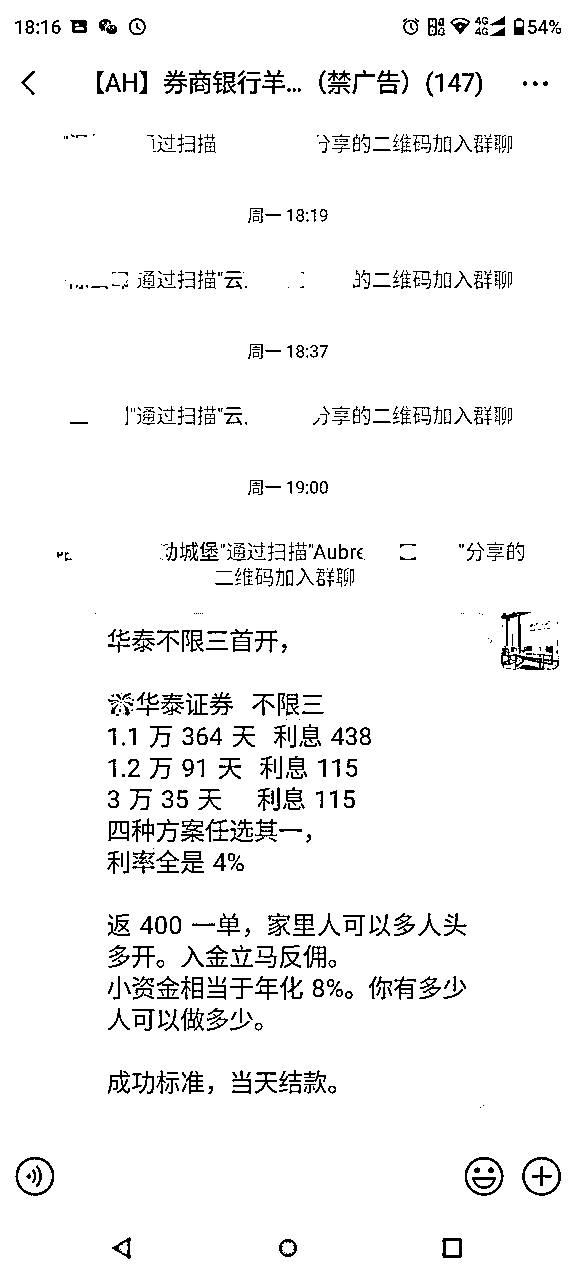 18:16
4G
4G
54%
【AH】券商银行羊...（禁广告）(147)
通过扫描 分享的二维码加入群聊
周一 18:19
通过扫描"云 的二维码加入群聊
周一 18:37
"通过扫描"云. 分享的二维码加入群聊
周一 19:00
动城堡"通过扫描"Aubre "分享的
二维码加入群聊
华泰不限三首开，
华泰证券 不限三
1.1 万 364 天 利息 438
1.2 万 91 天 利息 115
3 万 35 天 利息 115
四种方案任选其一，
利率全是 4%
返 400 一单，家里人可以多人头
多开。入金立马反佣。
小资金相当于年化 8%。你有多少
人可以做多少。
成功标准，当天结款。